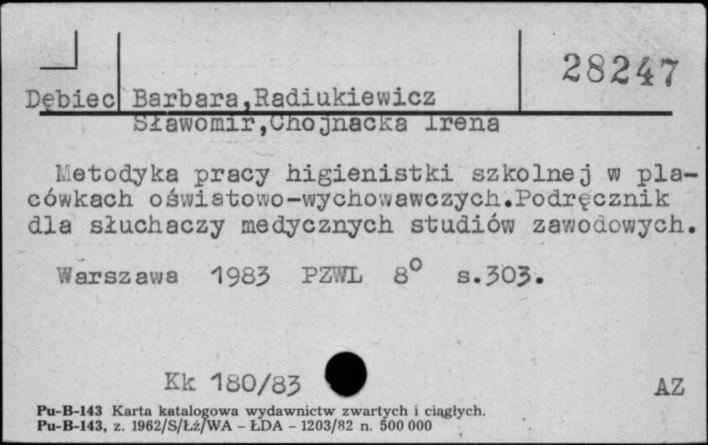 28247
Dębiec Barbara,Radiukiewicz
Sławomir,Chojnacka Irena
Metodyka pracy higienistki szkolnej w pla-
cówkach oświatowo-wychowawczych.Podręcznik
dla słuchaczy medycznych studiów zawodowych.
Warszawa 1983 PZWL 8° s.303.
Kk 180/83
AZ
Pu-B-143 Karta katalogowa wydawnictw zwartych i ciągłych.
Pu-B-143, z. 1962/S/Łż/WA - ŁDA - 1203/82 n. 500 000